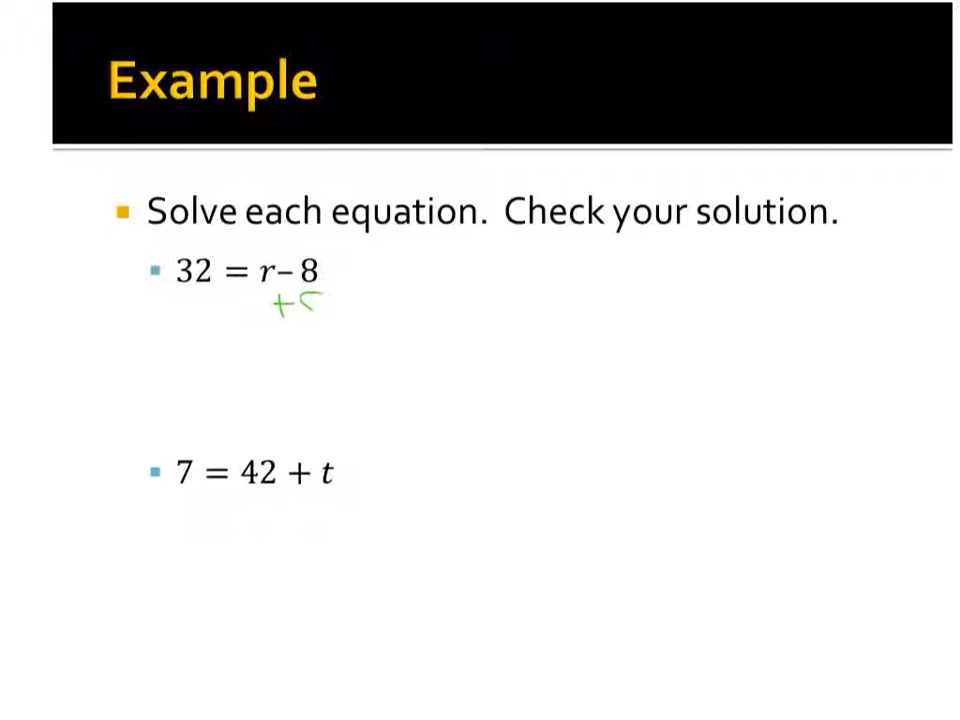 Example
Solve each equation. Check your solution.
32 = r – 8
+
7 = 42 + t